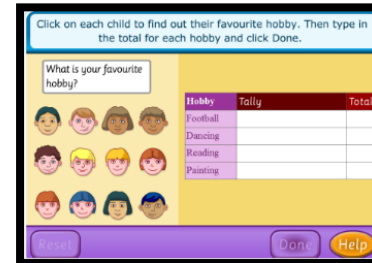 Click on each child to find out their favourite hobby. Then type in
the total for each hobby and click Done.
What is your favourite
hobby?
Hobby Tally Total
Football
Dancing
Reading
Painting
Reset Done Help